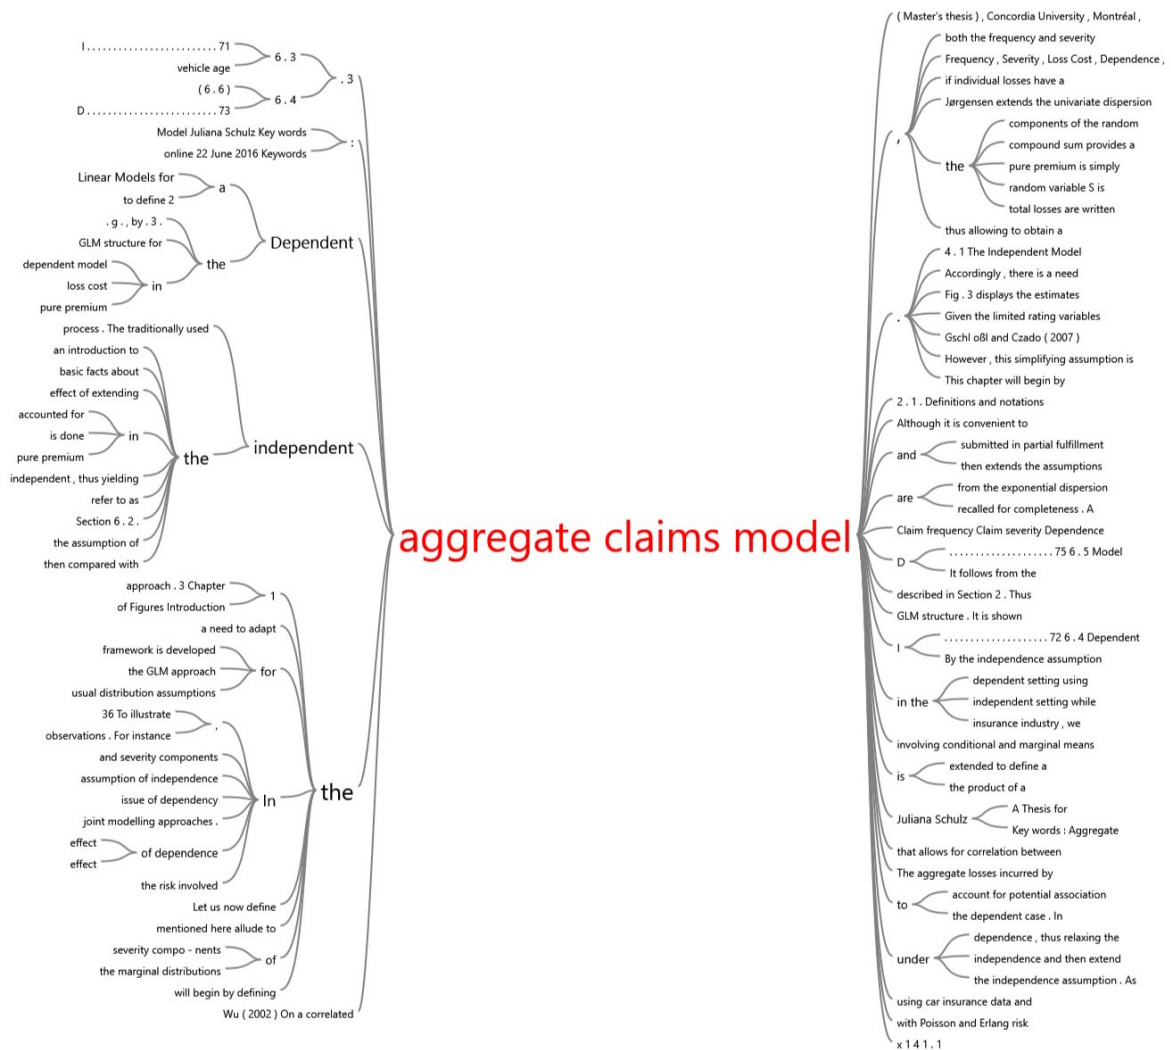 I . . . . . . . . . . . . . . . . . . . . . . . . . 71
vehicle age
6 . 3
( 6 . 6 )
D . . . . . . . . . . . . . . . . . . . . . . . . . 73
6 . 4
. 3
Model Juliana Schulz Key words
online 22 June 2016 Keywords
:
Linear Models for
to define 2
a
. g . , by . 3 .
GLM structure for
dependent model
loss cost
pure premium
in
the
Dependent
process . The traditionally used
an introduction to
basic facts about
effect of extending
accounted for
is done
pure premium
in
independent , thus yielding
refer to as
Section 6 . 2 .
the assumption of
then compared with
the
independent
approach . 3 Chapter
of Figures Introduction
1
a need to adapt
framework is developed
the GLM approach
usual distribution assumptions
for
36 To illustrate
observations . For instance
,
and severity components
assumption of independence
issue of dependency
joint modelling approaches .
effect
effect
of dependence
the risk involved
In
Let us now define
mentioned here allude to
severity compo - nents
the marginal distributions
of
will begin by defining
the
Wu ( 2002 ) On a correlated
aggregate claims model
( Master's thesis ) , Concordia University , Montréal ,
,
both the frequency and severity
Frequency , Severity , Loss Cost , Dependence ,
if individual losses have a
Jørgensen extends the univariate dispersion
the
components of the random
compound sum provides a
pure premium is simply
random variable S is
total losses are written
thus allowing to obtain a
.
4 . 1 The Independent Model
Accordingly , there is a need
Fig . 3 displays the estimates
Given the limited rating variables
Gschl oßl and Czado ( 2007 )
However , this simplifying assumption is
This chapter will begin by
2 . 1 . Definitions and notations
Although it is convenient to
and
submitted in partial fulfillment
then extends the assumptions
are
from the exponential dispersion
recalled for completeness . A
Claim frequency Claim severity Dependence
D
. . . . . . . . . . . . . . . . . . . . 75 6 . 5 Model
It follows from the
described in Section 2 . Thus
GLM structure . It is shown
I
. . . . . . . . . . . . . . . . . . . . 72 6 . 4 Dependent
By the independence assumption
in the
dependent setting using
independent setting while
insurance industry , we
involving conditional and marginal means
is
extended to define a
the product of a
Juliana Schulz
A Thesis for
Key words : Aggregate
that allows for correlation between
The aggregate losses incurred by
to
account for potential association
the dependent case . In
under
dependence , thus relaxing the
independence and then extend
the independence assumption . As
using car insurance data and
with Poisson and Erlang risk
x 1 4 1 . 1